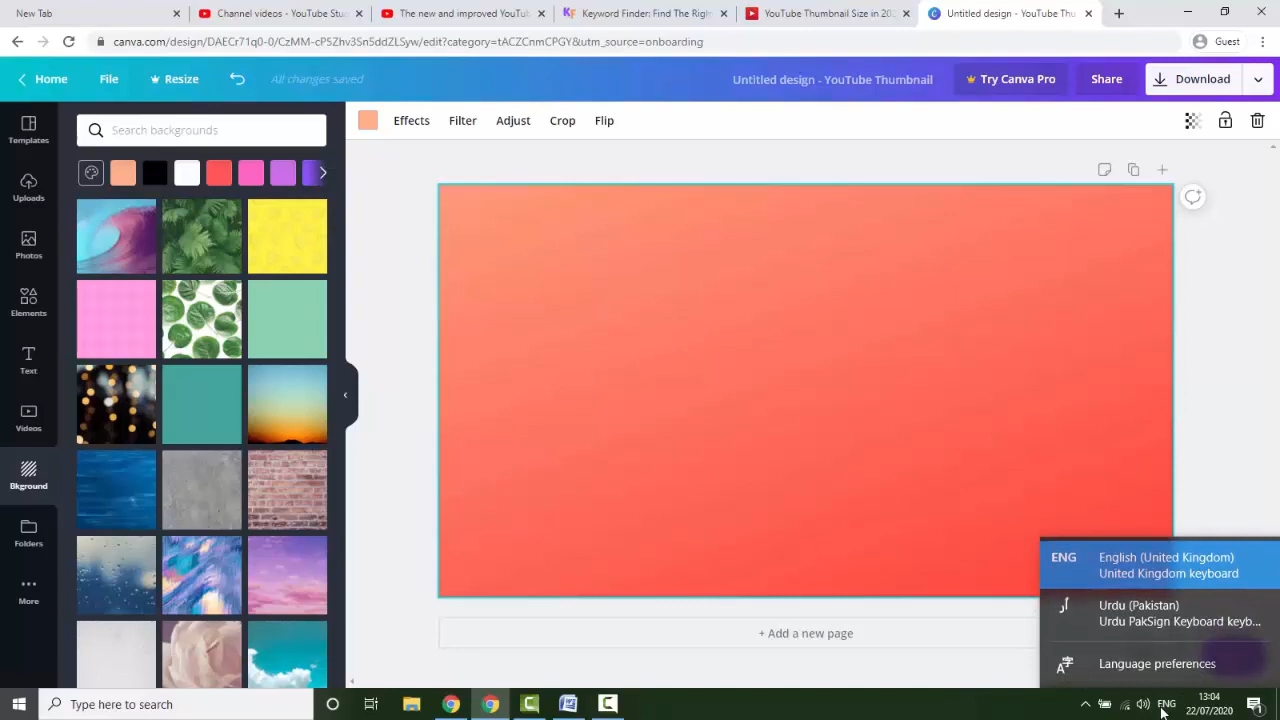 New Tab
Channel videos - YouTube Stu
The new and improved YouTu
Keyword Finder: Find The Righ
YouTube Thumbnail Size in 202
Untitled design - YouTube Thu
canva.com/design/DAECr71q0-0/CzMM-cP5Zhv3Sn5ddZLSyw/edit?category=tACZCnmCPGY&utm_source=onboarding
Guest
Home
File
Resize
All changes saved
Untitled design - YouTube Thumbnail
Try Canva Pro
Share
Download
Templates
Uploads
Photos
Elements
Text
Videos
Bkground
Folders
More
Search backgrounds
Effects
Filter
Adjust
Crop
Flip
+ Add a new page
ENG
English (United Kingdom)
United Kingdom keyboard
Urdu (Pakistan)
Urdu PakSign Keyboard keyb...
Language preferences
Type here to search
ENG
13:04
22/07/2020